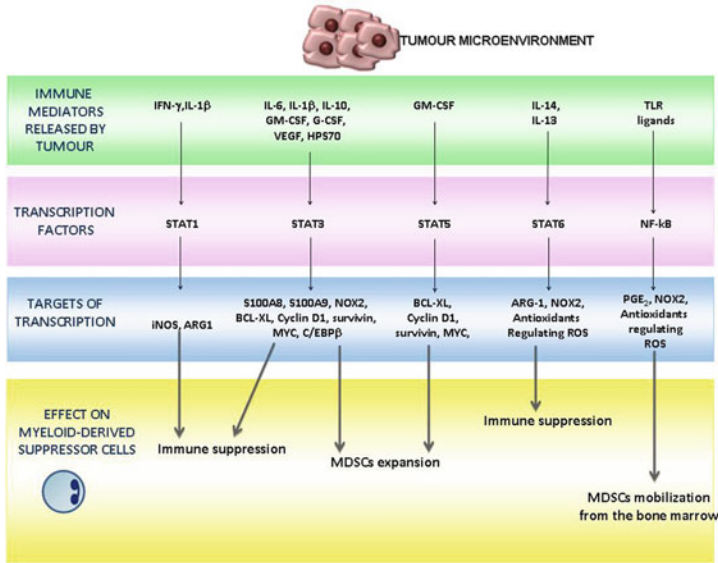 TUMOUR MICROENVIRONMENT
IMMUNE
MEDIATORS
RELEASED BY
TUMOUR
IFN-γ,IL-1β
IL-6, IL-1β, IL-10,
GM-CSF, G-CSF,
VEGF, HPS70
GM-CSF
IL-14,
IL-13
TLR
ligands
TRANSCRIPTION
FACTORS
STAT1
STAT3
STAT5
STAT6
NF-kB
TARGETS OF
TRANSCRIPTION
iNOS, ARG1
S100A8, S100A9, NOX2,
BCL-XL, Cyclin D1, survivin,
MYC, C/EBPβ
BCL-XL,
Cyclin D1,
survivin, MYC,
ARG-1, NOX2,
Antioxidants
Regulating ROS
PGE₂, NOX2,
Antioxidants
regulating
ROS
EFFECT ON
MYELOID-DERIVED
SUPPRESSOR CELLS
Immune suppression
MDSCs expansion
Immune suppression
MDSCs mobilization
from the bone marrow